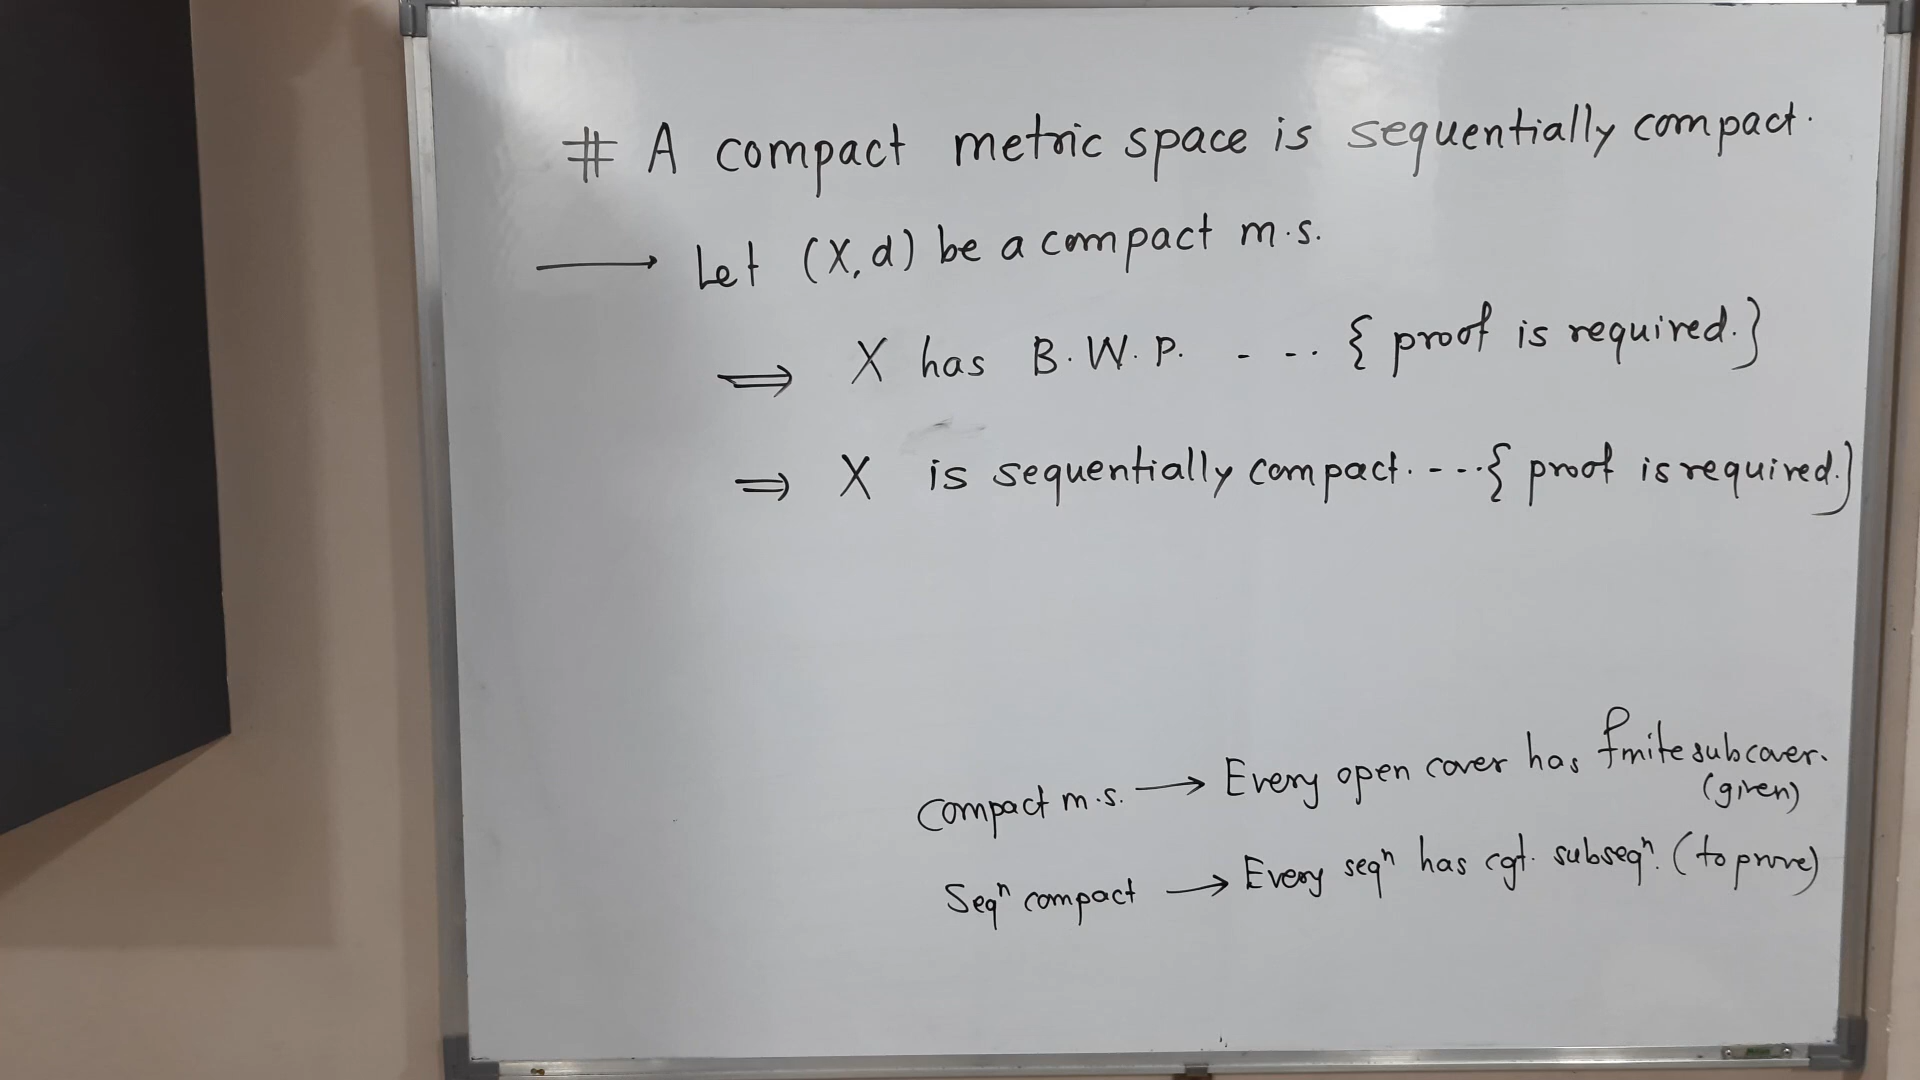 # A compact metric space is sequentially compact.
⟶ Let (X,d) be a compact m.s.
⟹ X has B.W.P. - - .. { proof is required. }
⟹ X is sequentially compact. - - .. { proof is required. }
Compact m.s. ⟶ Every open cover has finite subcover.
(given)
Seqⁿ compact ⟶ Every seqⁿ has cgt. subseqⁿ. (to prove)